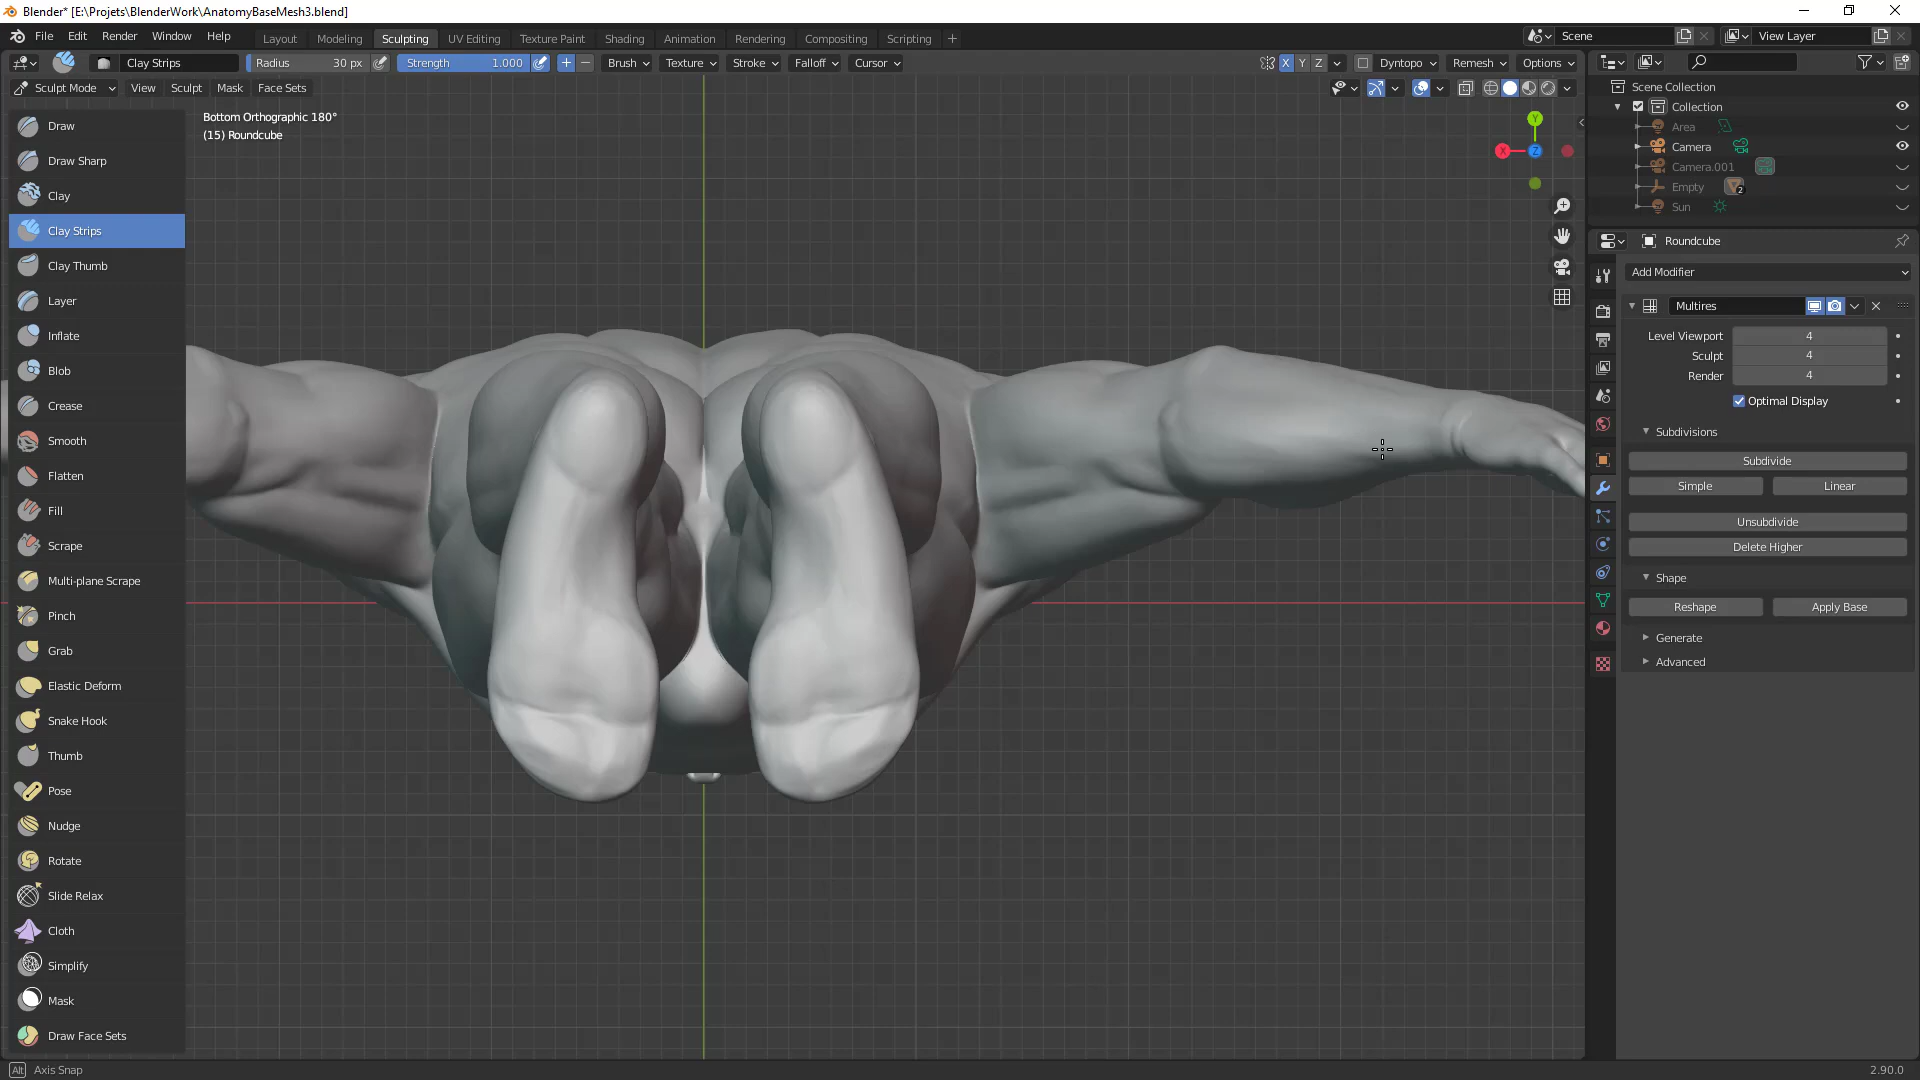 Blender* [E:\Projets\BlenderWork\AnatomyBaseMesh3.blend]
File Edit Render Window Help Layout Modeling Sculpting UV Editing Texture Paint Shading Animation Rendering Compositing Scripting + Scene View Layer
Clay Strips Radius 30 px Strength 1.000 + − Brush Texture Stroke Falloff Cursor X Y Z Dyntopo Remesh Options
Sculpt Mode View Sculpt Mask Face Sets
Bottom Orthographic 180°
(15) Roundcube
Y
X
Z
Draw
Draw Sharp
Clay
Clay Strips
Clay Thumb
Layer
Inflate
Blob
Crease
Smooth
Flatten
Fill
Scrape
Multi-plane Scrape
Pinch
Grab
Elastic Deform
Snake Hook
Thumb
Pose
Nudge
Rotate
Slide Relax
Cloth
Simplify
Mask
Draw Face Sets
Scene Collection
Collection
Area
Camera
Camera.001
Empty 2
Sun
Roundcube
Add Modifier
Multires
Level Viewport 4
Sculpt 4
Render 4
Optimal Display
Subdivisions
Subdivide
Simple Linear
Unsubdivide
Delete Higher
Shape
Reshape Apply Base
Generate
Advanced
Alt Axis Snap
2.90.0